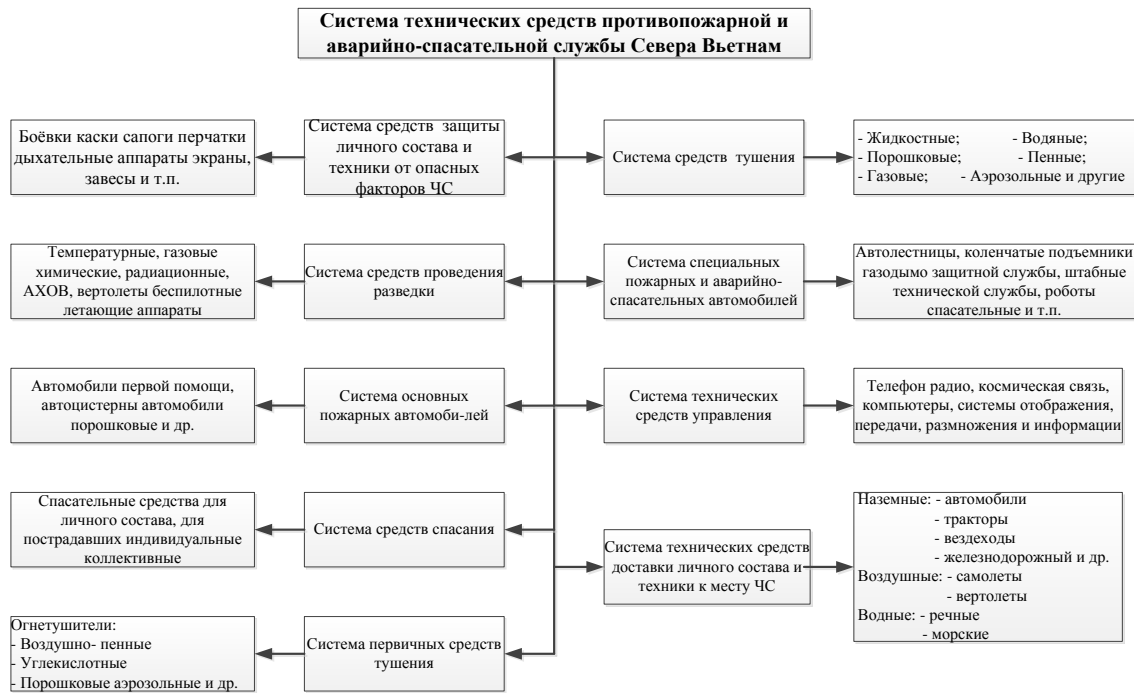 Система технических средств противопожарной и
аварийно-спасательной службы Севера Вьетнам
Боёвки каски сапоги перчатки
дыхательные аппараты экраны,
завесы и т.п.
Система средств защиты
личного состава и
техники от опасных
факторов ЧС
Система средств тушения
- Жидкостные; - Водяные;
- Порошковые; - Пенные;
- Газовые; - Аэрозольные и другие
Температурные, газовые
химические, радиационные,
АХОВ, вертолеты беспилотные
летающие аппараты
Система средств проведения
разведки
Система специальных
пожарных и аварийно-
спасательных автомобилей
Автолестницы, коленчатые подъемники
газодымо защитной службы, штабные
технической службы, роботы
спасательные и т.п.
Автомобили первой помощи,
автоцистерны автомобили
порошковые и др.
Система основных
пожарных автомоби-лей
Система технических
средств управления
Телефон радио, космическая связь,
компьютеры, системы отображения,
передачи, размножения и информации
Спасательные средства для
личного состава, для
пострадавших индивидуальные
коллективные
Система средств спасания
Система технических средств
доставки личного состава и
техники к месту ЧС
Наземные: - автомобили
- тракторы
- вездеходы
- железнодорожный и др.
Воздушные: - самолеты
- вертолеты
Водные: - речные
- морские
Огнетушители:
- Воздушно- пенные
- Углекислотные
- Порошковые аэрозольные и др.
Система первичных средств
тушения